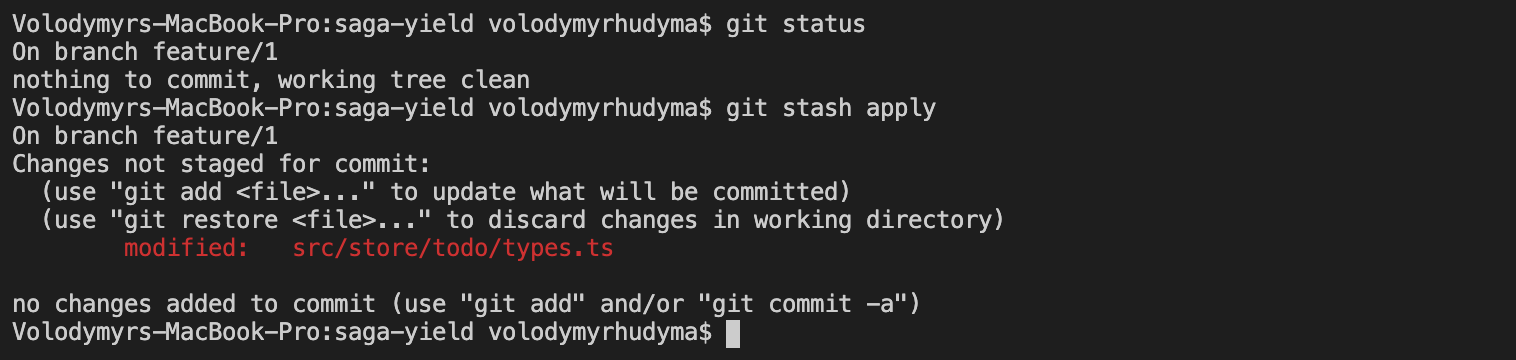 Volodymyrs-MacBook-Pro:saga-yield volodymyrhudyma$ git status
On branch feature/1
nothing to commit, working tree clean
Volodymyrs-MacBook-Pro:saga-yield volodymyrhudyma$ git stash apply
On branch feature/1
Changes not staged for commit:
  (use "git add <file>..." to update what will be committed)
  (use "git restore <file>..." to discard changes in working directory)
        modified:   src/store/todo/types.ts

no changes added to commit (use "git add" and/or "git commit -a")
Volodymyrs-MacBook-Pro:saga-yield volodymyrhudyma$